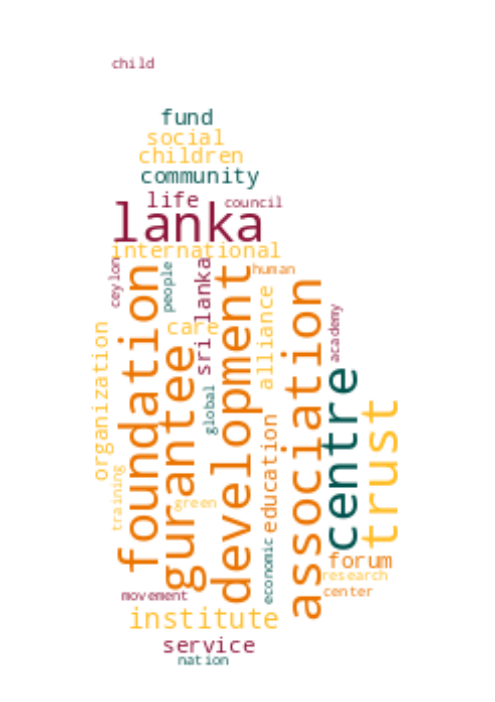 child
fund
social
children
community
life
council
lanka
international
ceylon
foundation
people
sri lanka
development
human
care
gurantee
global
alliance
association
academy
organization
training
green
education
economic
centre
trust
forum
research
center
movement
institute
service
nation